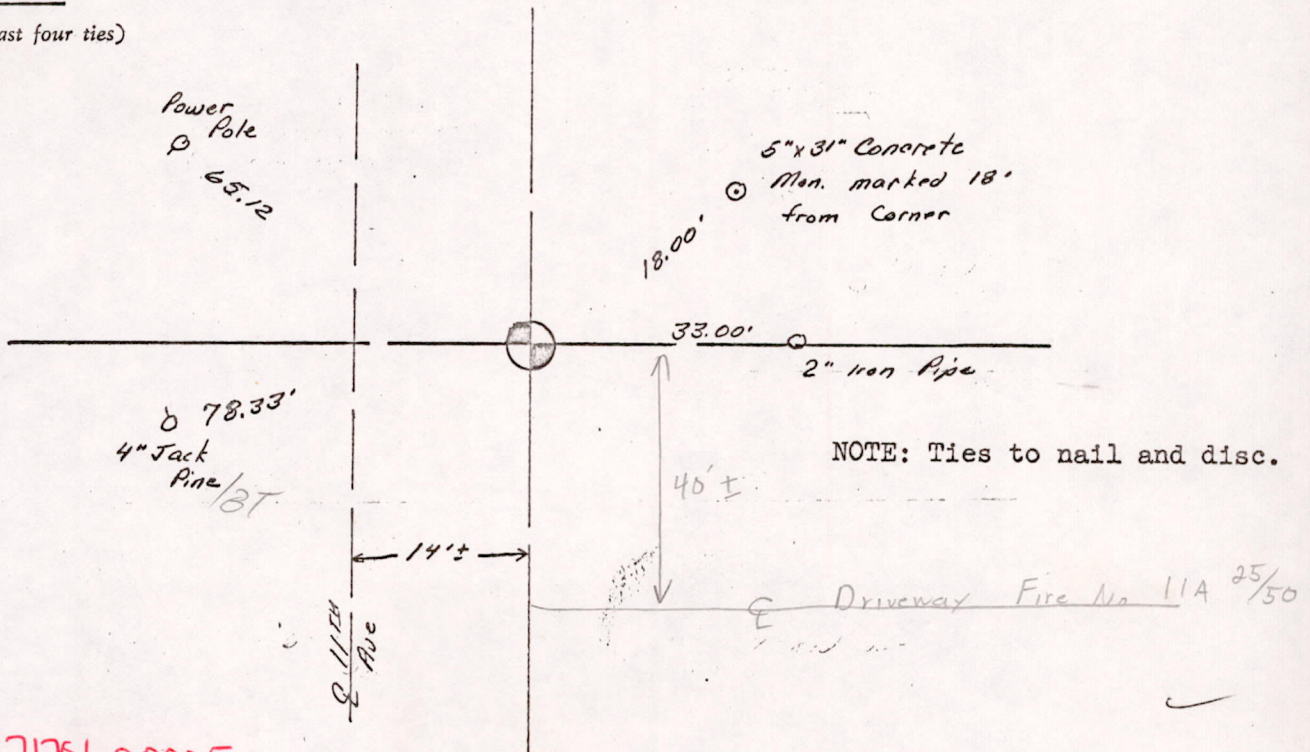 ast four ties)
Power
Pole
65.12
5"x 31" Concrete
Mon. marked 18'
from Corner
18.00'
33.00'
2" Iron Pipe
78.33'
4" Jack
Pine/BT
NOTE: Ties to nail and disc.
40'±
14'±
℄ Driveway Fire No 11A 25/50
℄ 11TH
Ave